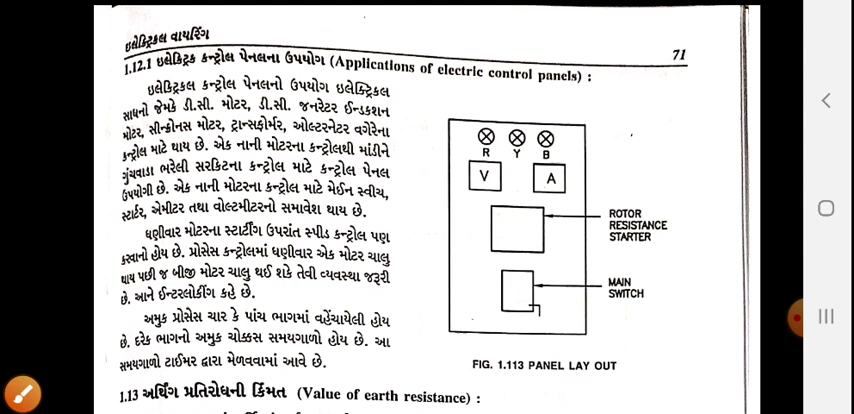 ઇલેક્ટ્રિકલ વાયરિંગ
71
1.12.1 ઇલેક્ટ્રિક કન્ટ્રોલ પેનલના ઉપયોગ (Applications of electric control panels) :
ઇલેક્ટ્રિકલ કન્ટ્રોલ પેનલનો ઉપયોગ ઇલેક્ટ્રિકલ
સાધનો જેમકે ડી.સી. મોટર, ડી.સી. જનરેટર ઈન્ડકશન
મોટર, સીન્ક્રોનસ મોટર, ટ્રાન્સફોર્મર, ઓલ્ટરનેટર વગેરેના
કન્ટ્રોલ માટે થાય છે. એક નાની મોટરના કન્ટ્રોલથી માંડીને
ગુંચવાડા ભરેલી સરકિટના કન્ટ્રોલ માટે કન્ટ્રોલ પેનલ
ઉપયોગી છે. એક નાની મોટરના કન્ટ્રોલ માટે મેઈન સ્વીચ,
સ્ટાર્ટર, એમીટર તથા વોલ્ટમીટરનો સમાવેશ થાય છે.
ઘણીવાર મોટરના સ્ટાર્ટીંગ ઉપરાંત સ્પીડ કન્ટ્રોલ પણ
કરવાનો હોય છે. પ્રોસેસ કન્ટ્રોલમાં ઘણીવાર એક મોટર ચાલુ
થાય પછી જ બીજી મોટર ચાલુ થઈ શકે તેવી વ્યવસ્થા જરૂરી
છે. આને ઈન્ટરલોકીંગ કહે છે.
અમુક પ્રોસેસ ચાર કે પાંચ ભાગમાં વહેંચાયેલી હોય
છે. દરેક ભાગનો અમુક ચોક્કસ સમયગાળો હોય છે. આ
સમયગાળો ટાઈમર દ્વારા મેળવવામાં આવે છે.
R Y B
V A
ROTOR
RESISTANCE
STARTER
MAIN
SWITCH
FIG. 1.113 PANEL LAY OUT
1.13 અર્થિંગ પ્રતિરોધની કિંમત (Value of earth resistance) :